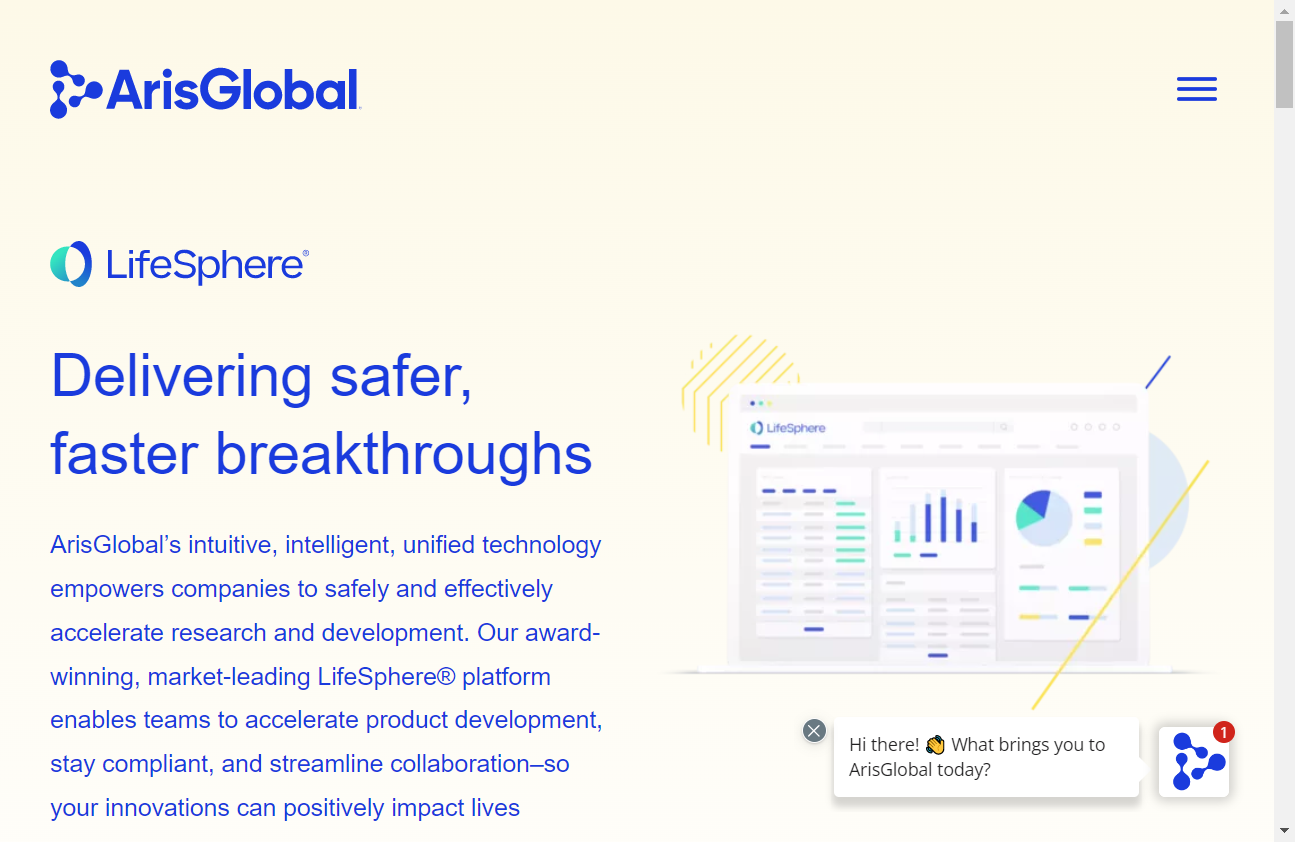 ArisGlobal
LifeSphere®
Delivering safer,
faster breakthroughs
ArisGlobal’s intuitive, intelligent, unified technology
empowers companies to safely and effectively
accelerate research and development. Our award-
winning, market-leading LifeSphere® platform
enables teams to accelerate product development,
stay compliant, and streamline collaboration–so
your innovations can positively impact lives
LifeSphere
Hi there! 👋 What brings you to
ArisGlobal today?
1